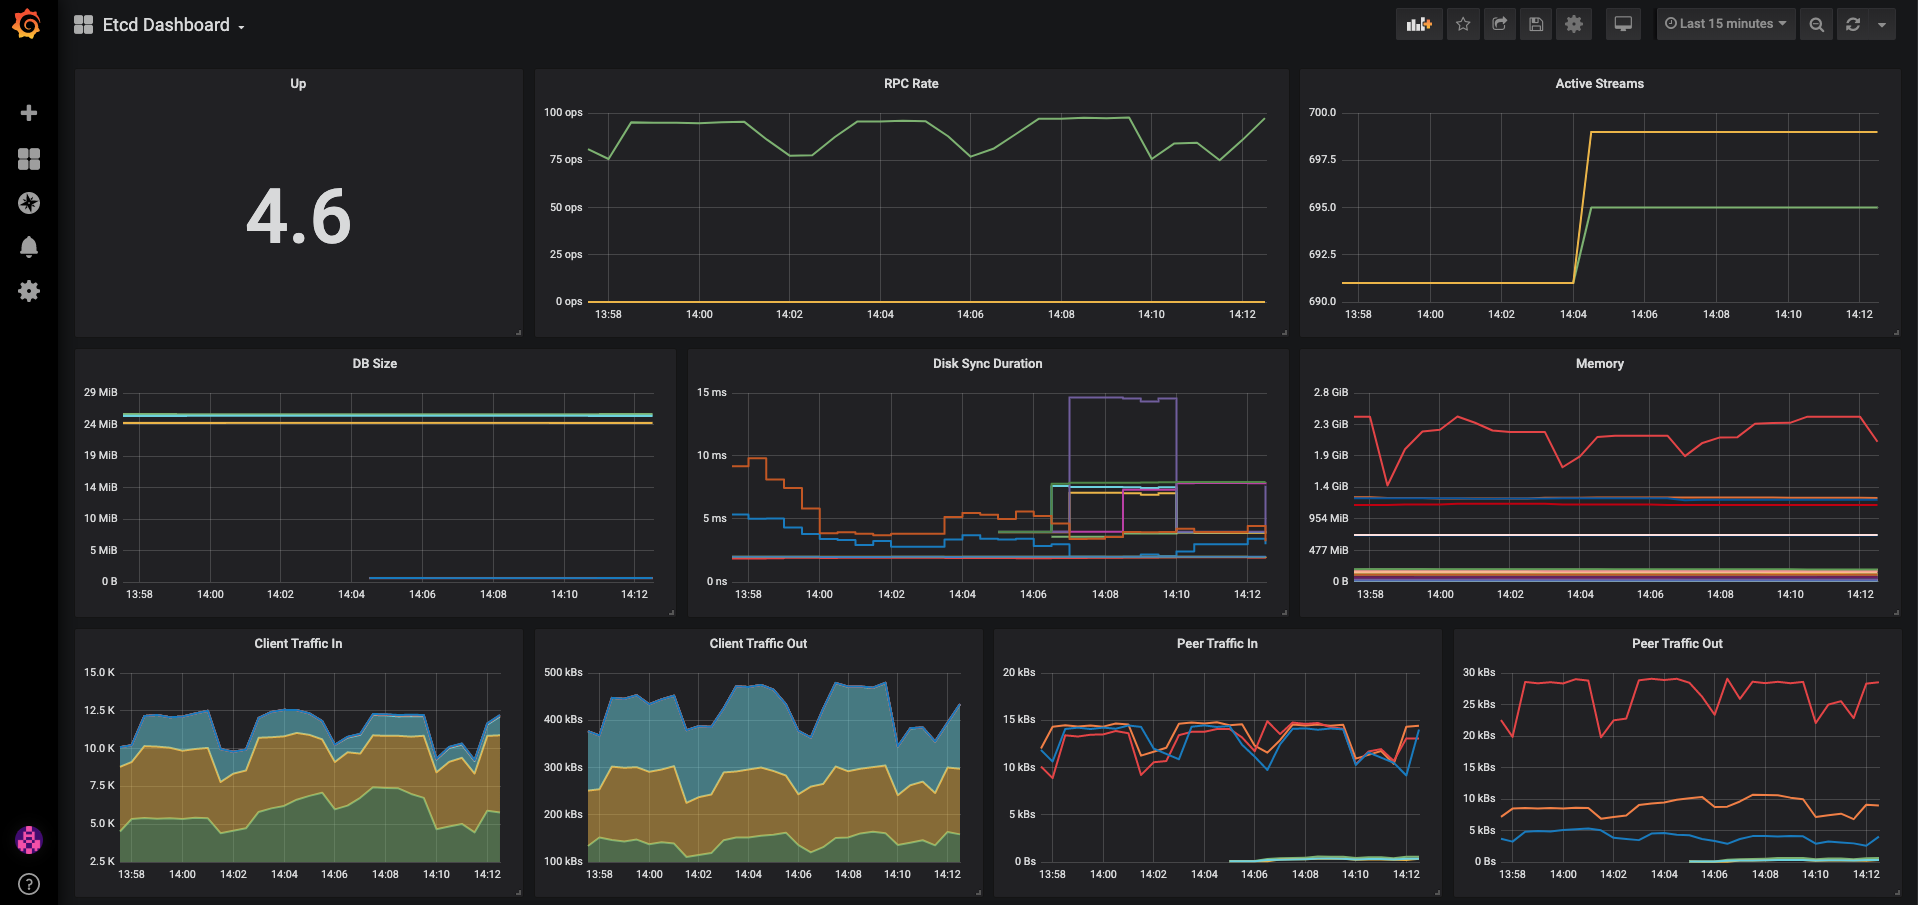 Etcd Dashboard
Last 15 minutes
Up
4.6
RPC Rate
100 ops
75 ops
50 ops
25 ops
0 ops
13:58 14:00 14:02 14:04 14:06 14:08 14:10 14:12
Active Streams
700.0
697.5
695.0
692.5
690.0
13:58 14:00 14:02 14:04 14:06 14:08 14:10 14:12
DB Size
29 MiB
24 MiB
19 MiB
14 MiB
10 MiB
5 MiB
0 B
13:58 14:00 14:02 14:04 14:06 14:08 14:10 14:12
Disk Sync Duration
15 ms
10 ms
5 ms
0 ns
13:58 14:00 14:02 14:04 14:06 14:08 14:10 14:12
Memory
2.8 GiB
2.3 GiB
1.9 GiB
1.4 GiB
954 MiB
477 MiB
0 B
13:58 14:00 14:02 14:04 14:06 14:08 14:10 14:12
Client Traffic In
15.0 K
12.5 K
10.0 K
7.5 K
5.0 K
2.5 K
13:58 14:00 14:02 14:04 14:06 14:08 14:10 14:12
Client Traffic Out
500 kBs
400 kBs
300 kBs
200 kBs
100 kBs
13:58 14:00 14:02 14:04 14:06 14:08 14:10 14:12
Peer Traffic In
20 kBs
15 kBs
10 kBs
5 kBs
0 Bs
13:58 14:00 14:02 14:04 14:06 14:08 14:10 14:12
Peer Traffic Out
30 kBs
25 kBs
20 kBs
15 kBs
10 kBs
5 kBs
0 Bs
13:58 14:00 14:02 14:04 14:06 14:08 14:10 14:12